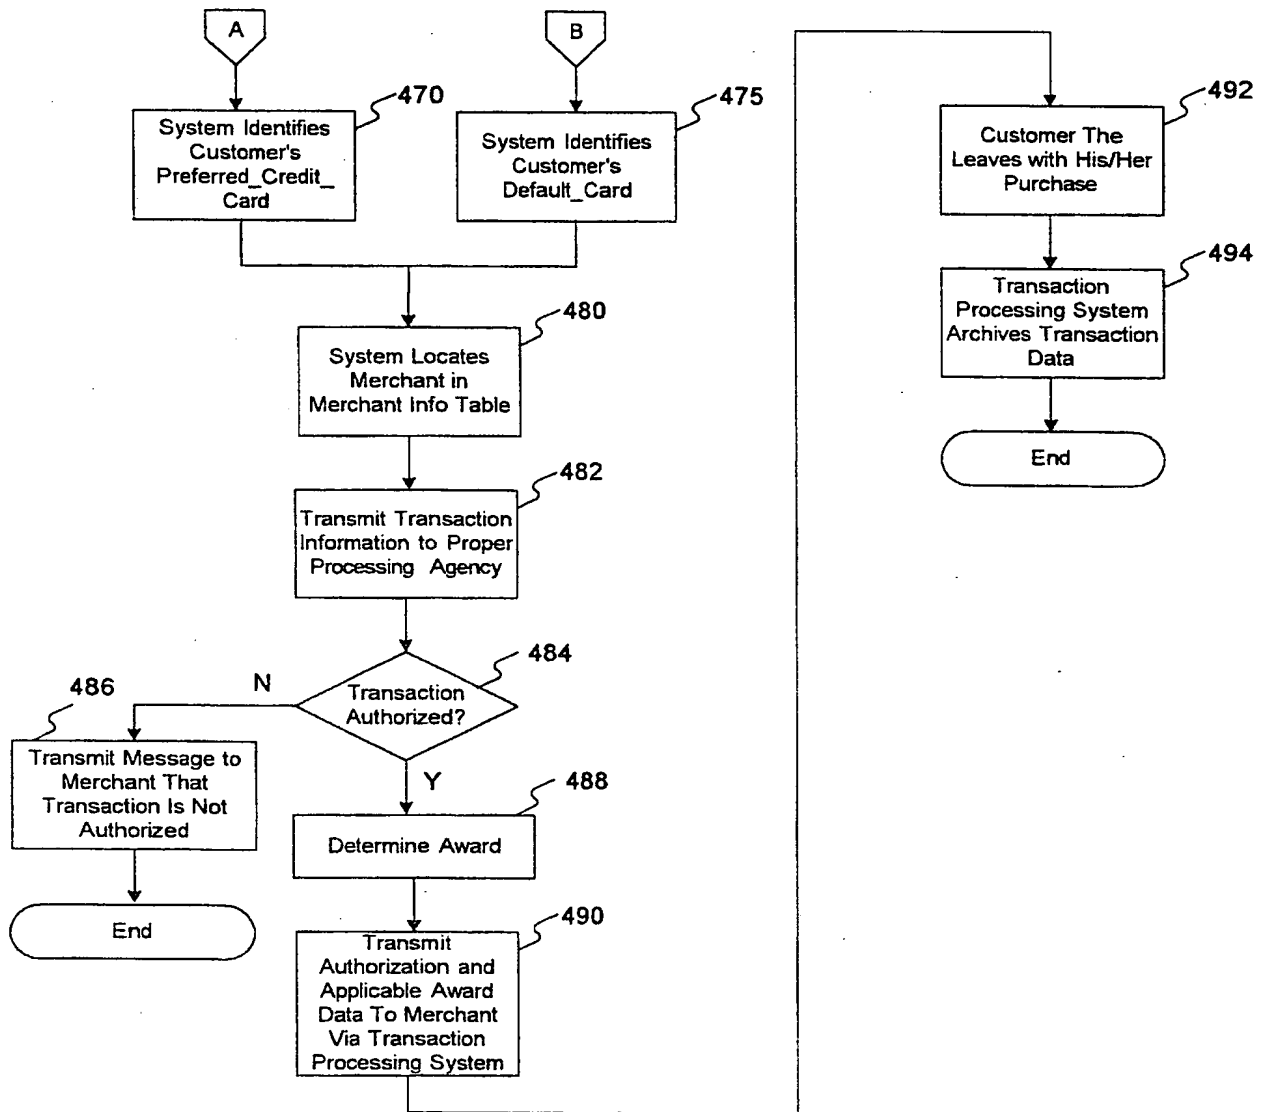 A
470
System Identifies
Customer's
Preferred_Credit_
Card
B
475
System Identifies
Customer's
Default_Card
480
System Locates
Merchant in
Merchant Info Table
482
Transmit Transaction
Information to Proper
Processing Agency
484
Transaction
Authorized?
N
486
Transmit Message to
Merchant That
Transaction Is Not
Authorized
End
Y
488
Determine Award
490
Transmit
Authorization and
Applicable Award
Data To Merchant
Via Transaction
Processing System
492
Customer The
Leaves with His/Her
Purchase
494
Transaction
Processing System
Archives Transaction
Data
End